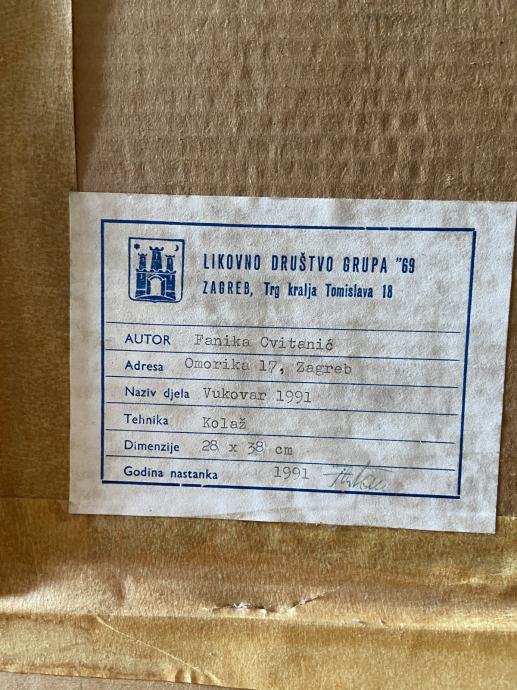 LIKOVNO DRUŠTVO GRUPA "69
ZAGREB, Trg kralja Tomislava 18
AUTOR Fanika Cvitanić
Adresa Omorika 17, Zagreb
Naziv djela Vukovar 1991
Tehnika Kolaž
Dimenzije 28 x 38 cm
Godina nastanka 1991